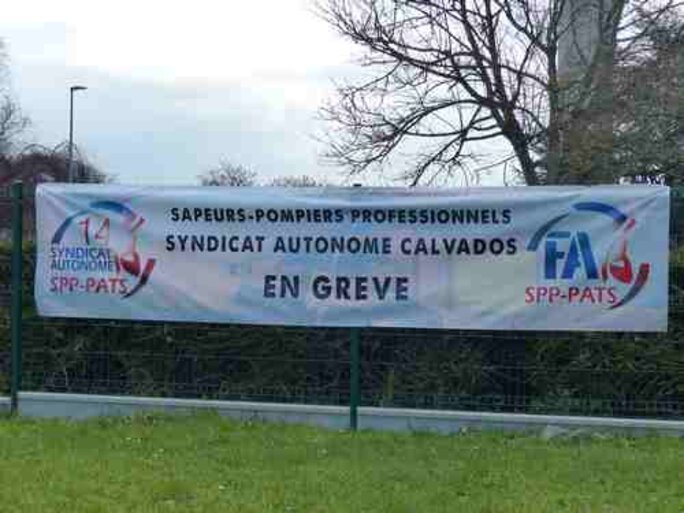 14
SYNDICAT
AUTONOME
SPP-PATS
SAPEURS-POMPIERS PROFESSIONNELS
SYNDICAT AUTONOME CALVADOS
EN GREVE
FA
SPP-PATS